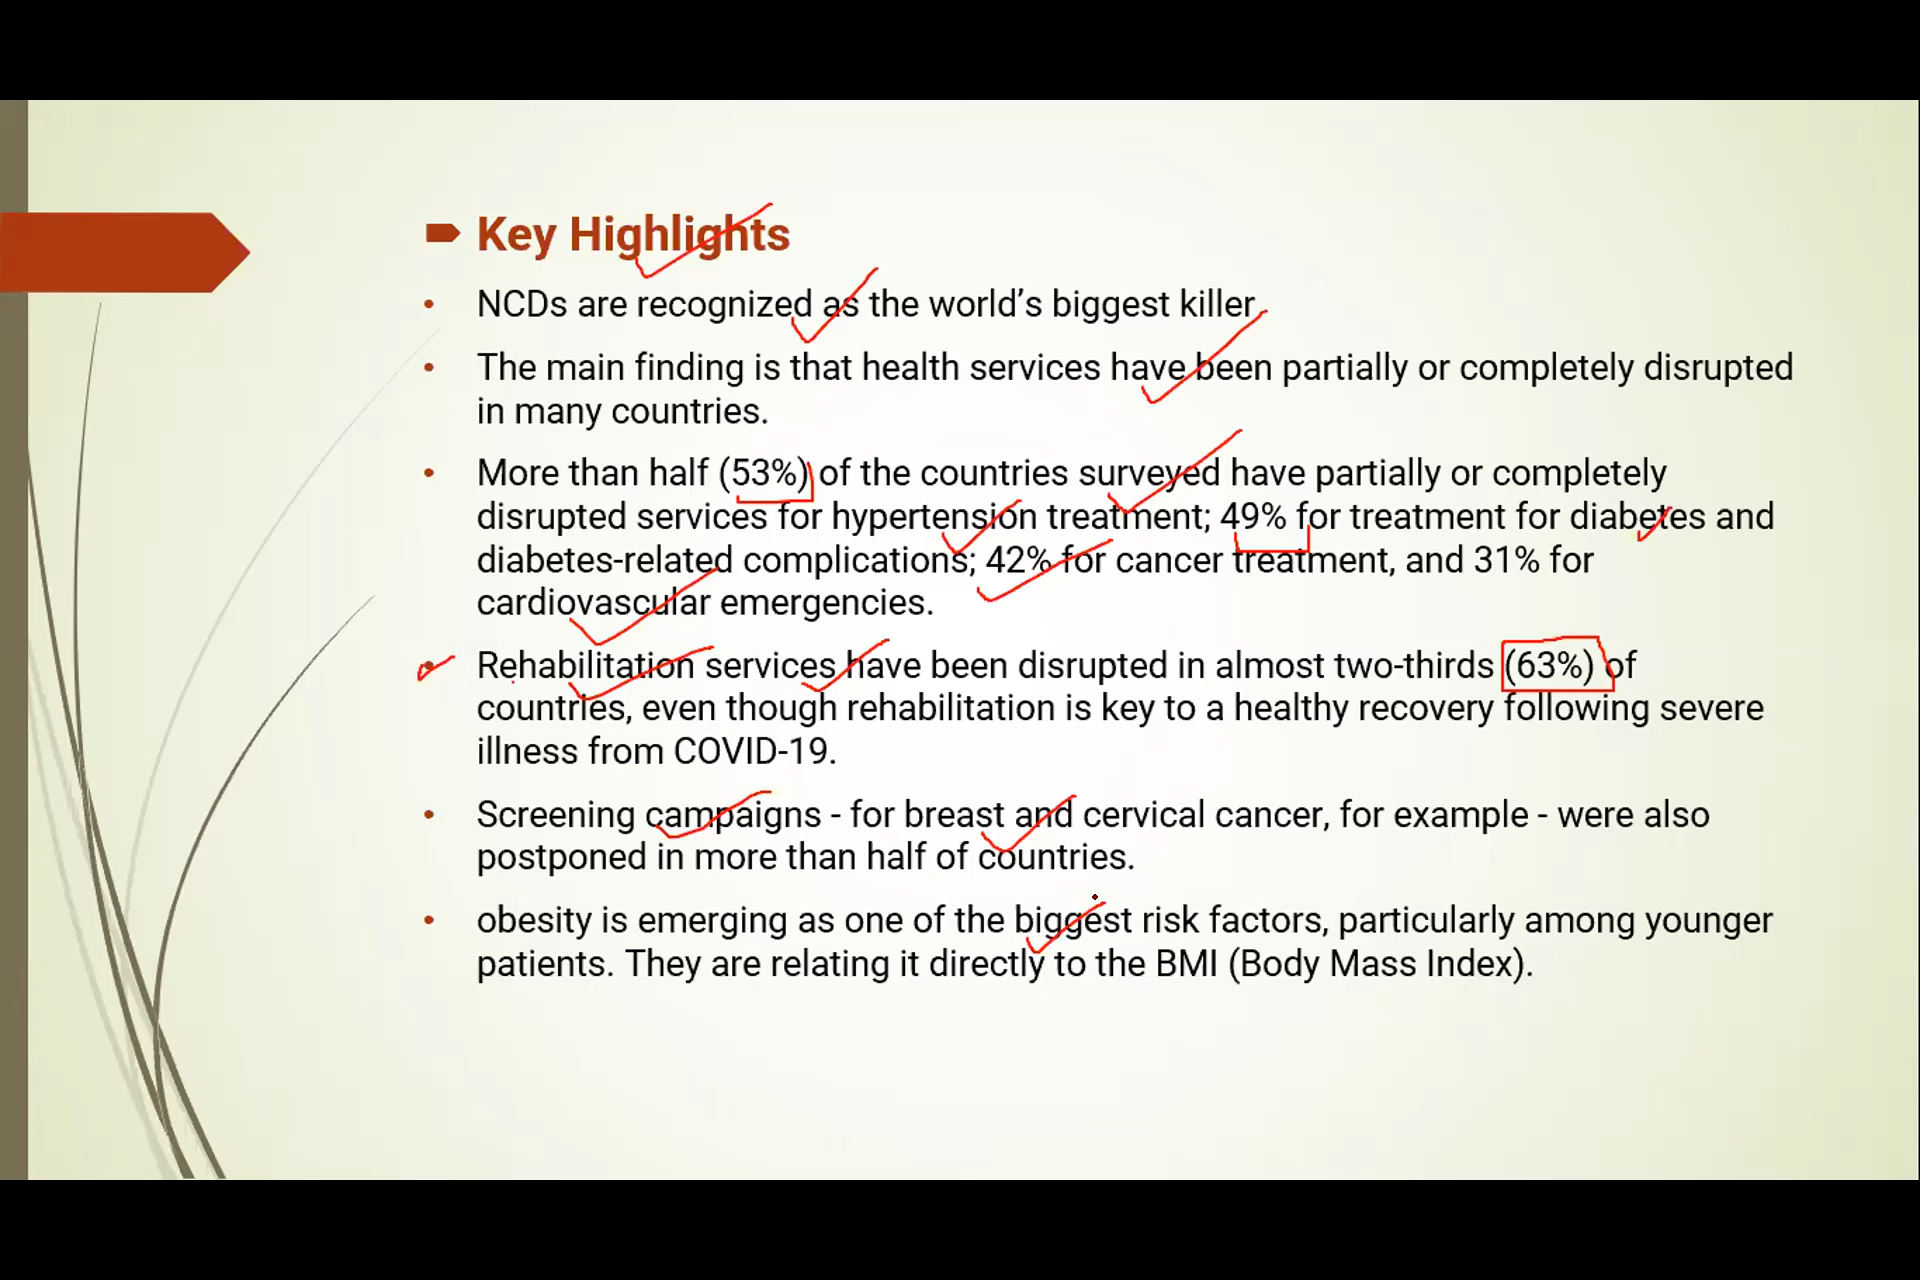 Key Highlights
• NCDs are recognized as the world’s biggest killer.
• The main finding is that health services have been partially or completely disrupted
in many countries.
• More than half (53%) of the countries surveyed have partially or completely
disrupted services for hypertension treatment; 49% for treatment for diabetes and
diabetes-related complications; 42% for cancer treatment, and 31% for
cardiovascular emergencies.
• Rehabilitation services have been disrupted in almost two-thirds (63%) of
countries, even though rehabilitation is key to a healthy recovery following severe
illness from COVID-19.
• Screening campaigns - for breast and cervical cancer, for example - were also
postponed in more than half of countries.
• obesity is emerging as one of the biggest risk factors, particularly among younger
patients. They are relating it directly to the BMI (Body Mass Index).